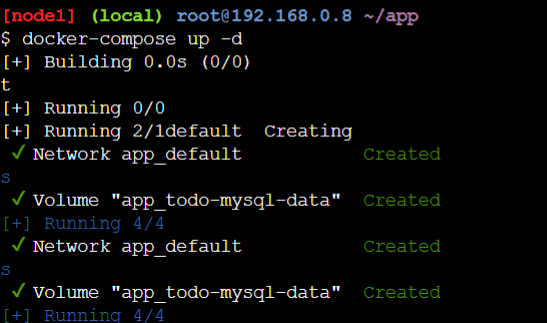 [node1] (local) root@192.168.0.8 ~/app
$ docker-compose up -d
[+] Building 0.0s (0/0)
t
[+] Running 0/0
[+] Running 2/1default  Creating
✓ Network app_default              Created
s
✓ Volume "app_todo-mysql-data"  Created
[+] Running 4/4
✓ Network app_default              Created
s
✓ Volume "app_todo-mysql-data"  Created
[+] Running 4/4